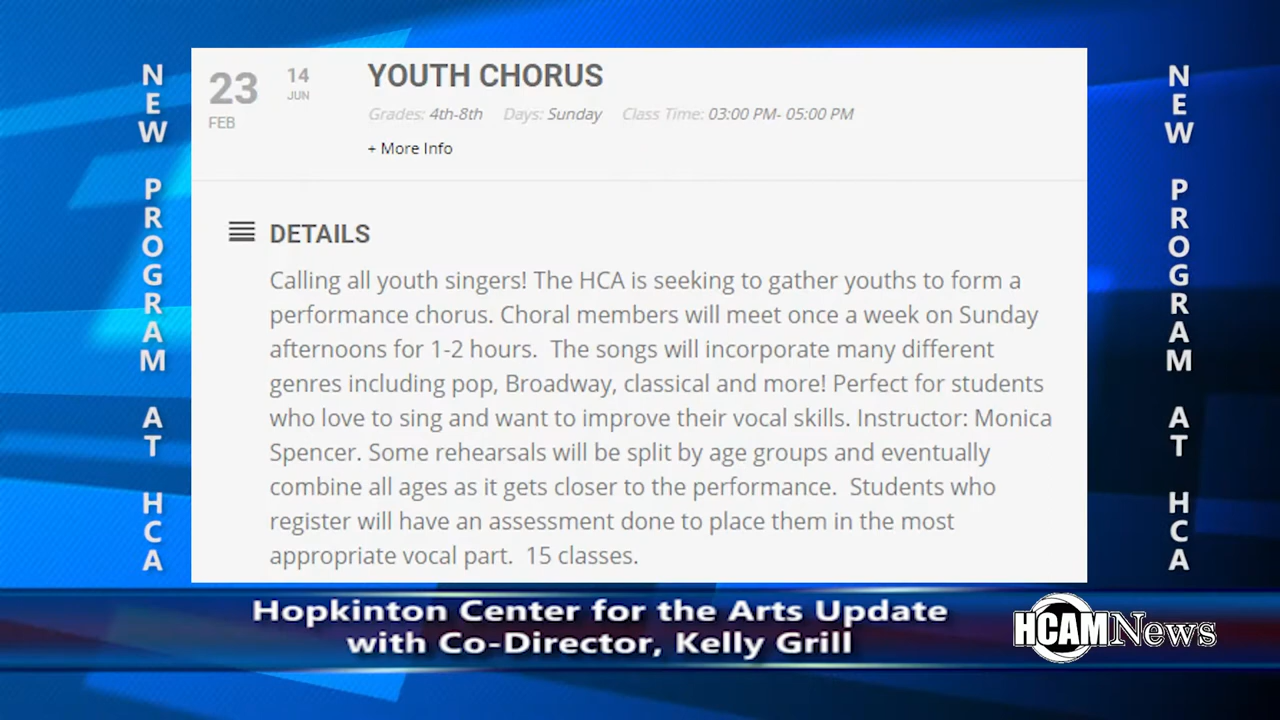 NEW PROGRAM AT HCA
23
FEB
14
JUN
YOUTH CHORUS
Grades: 4th-8th Days: Sunday Class Time: 03:00 PM- 05:00 PM
+ More Info
DETAILS
Calling all youth singers! The HCA is seeking to gather youths to form a
performance chorus. Choral members will meet once a week on Sunday
afternoons for 1-2 hours.  The songs will incorporate many different
genres including pop, Broadway, classical and more! Perfect for students
who love to sing and want to improve their vocal skills. Instructor: Monica
Spencer. Some rehearsals will be split by age groups and eventually
combine all ages as it gets closer to the performance.  Students who
register will have an assessment done to place them in the most
appropriate vocal part.  15 classes.
NEW PROGRAM AT HCA
Hopkinton Center for the Arts Update
with Co-Director, Kelly Grill
HCAM News